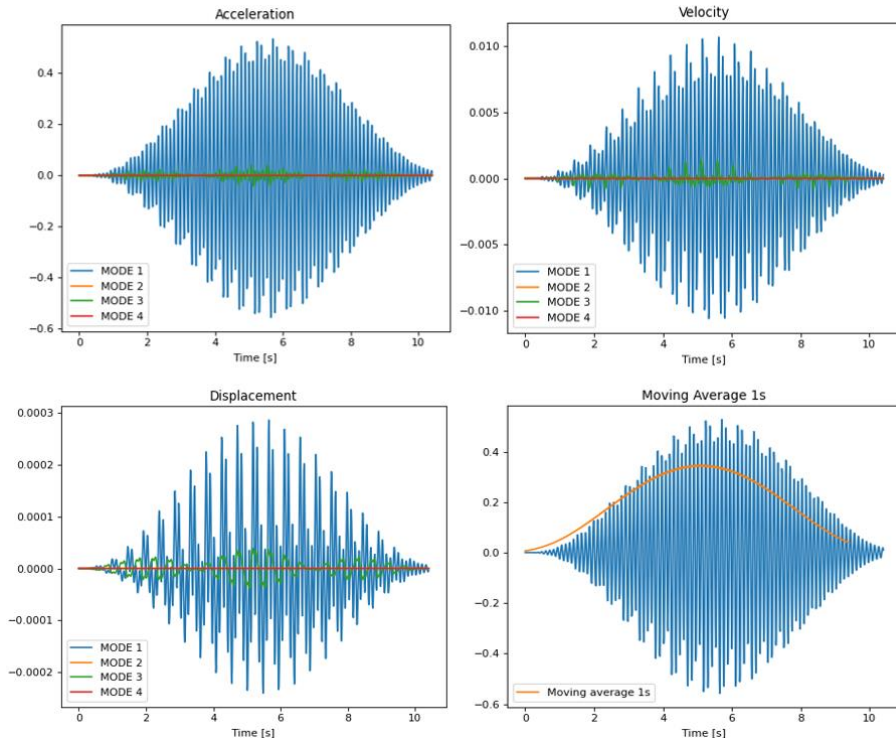 Acceleration
0.4
0.2
0.0
−0.2
−0.4
−0.6
MODE 1
MODE 2
MODE 3
MODE 4
0 2 4 6 8 10
Time [s]
Velocity
0.010
0.005
0.000
−0.005
−0.010
MODE 1
MODE 2
MODE 3
MODE 4
0 2 4 6 8 10
Time [s]
Displacement
0.0003
0.0002
0.0001
0.0000
−0.0001
−0.0002
MODE 1
MODE 2
MODE 3
MODE 4
0 2 4 6 8 10
Time [s]
Moving Average 1s
0.4
0.2
0.0
−0.2
−0.4
−0.6
Moving average 1s
0 2 4 6 8 10
Time [s]